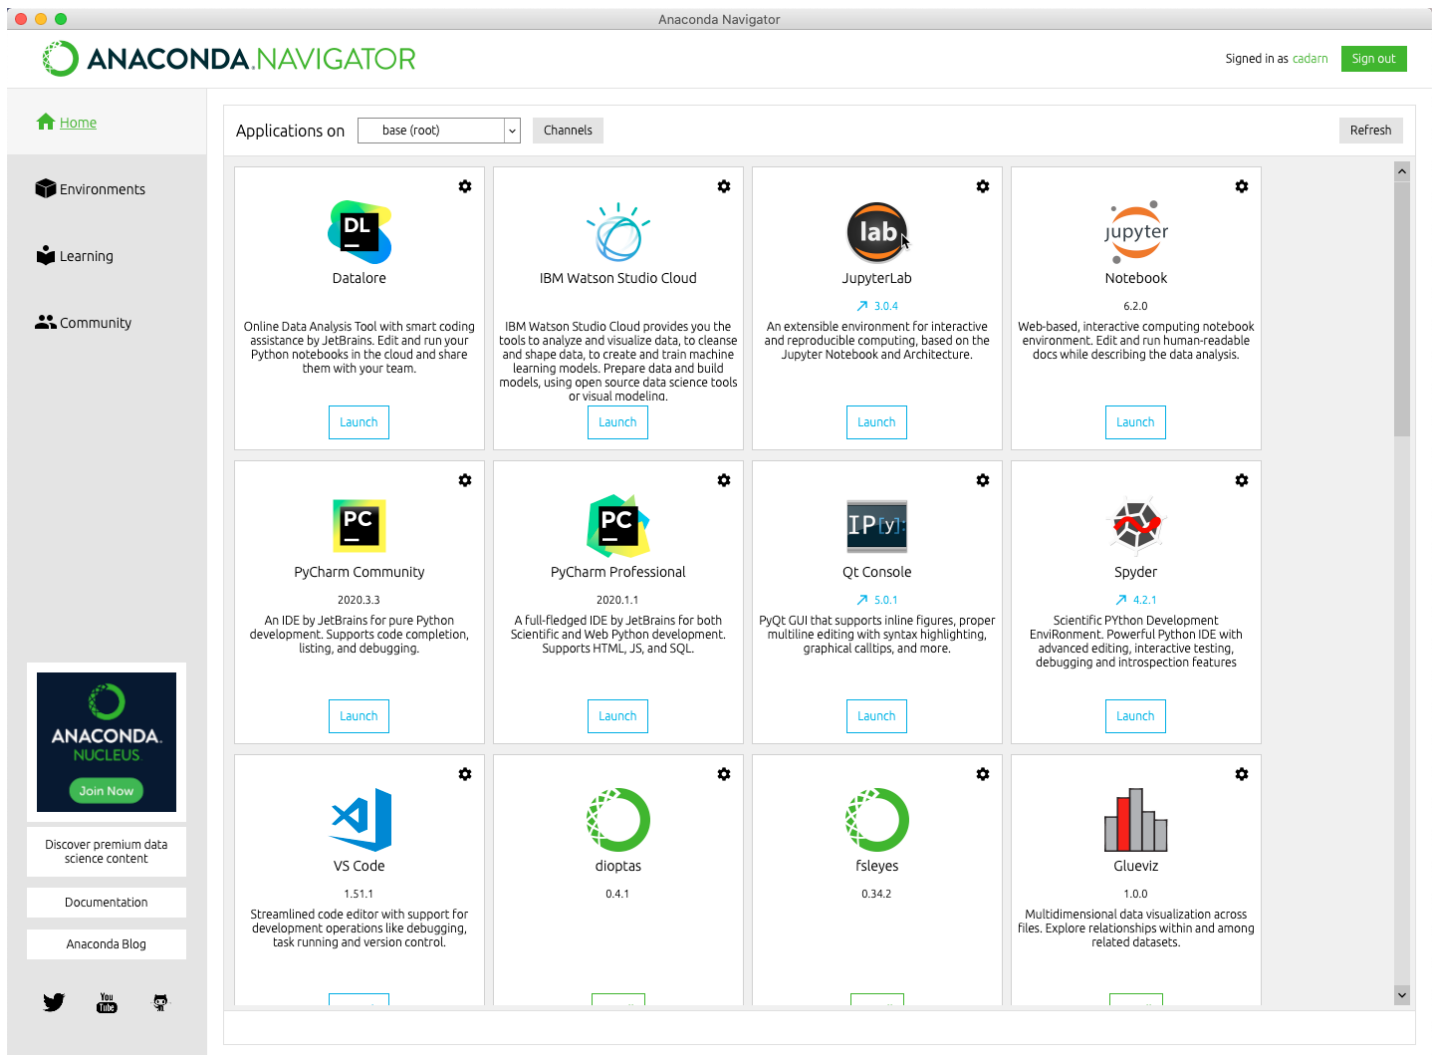 Anaconda Navigator
ANACONDA.NAVIGATOR
Signed in as cadarn
Sign out
Home
Environments
Learning
Community
Applications on
base (root)
Channels
Refresh
DL
Datalore
Online Data Analysis Tool with smart coding
assistance by JetBrains. Edit and run your
Python notebooks in the cloud and share
them with your team.
Launch
IBM Watson Studio Cloud
IBM Watson Studio Cloud provides you the
tools to analyze and visualize data, to cleanse
and shape data, to create and train machine
learning models. Prepare data and build
models, using open source data science tools
or visual modeling.
Launch
lab
JupyterLab
3.0.4
An extensible environment for interactive
and reproducible computing, based on the
Jupyter Notebook and Architecture.
Launch
jupyter
Notebook
6.2.0
Web-based, interactive computing notebook
environment. Edit and run human-readable
docs while describing the data analysis.
Launch
PC
PyCharm Community
2020.3.3
An IDE by JetBrains for pure Python
development. Supports code completion,
listing, and debugging.
Launch
PC
PyCharm Professional
2020.1.1
A full-fledged IDE by JetBrains for both
Scientific and Web Python development.
Supports HTML, JS, and SQL.
Launch
IP[y]:
Qt Console
5.0.1
PyQt GUI that supports inline figures, proper
multiline editing with syntax highlighting,
graphical calltips, and more.
Launch
Spyder
4.2.1
Scientific PYthon Development
EnviRonment. Powerful Python IDE with
advanced editing, interactive testing,
debugging and introspection features
Launch
VS Code
1.51.1
Streamlined code editor with support for
development operations like debugging,
task running and version control.
dioptas
0.4.1
fsleyes
0.34.2
Glueviz
1.0.0
Multidimensional data visualization across
files. Explore relationships within and among
related datasets.
ANACONDA.
NUCLEUS
Join Now
Discover premium data
science content
Documentation
Anaconda Blog
You
Tube